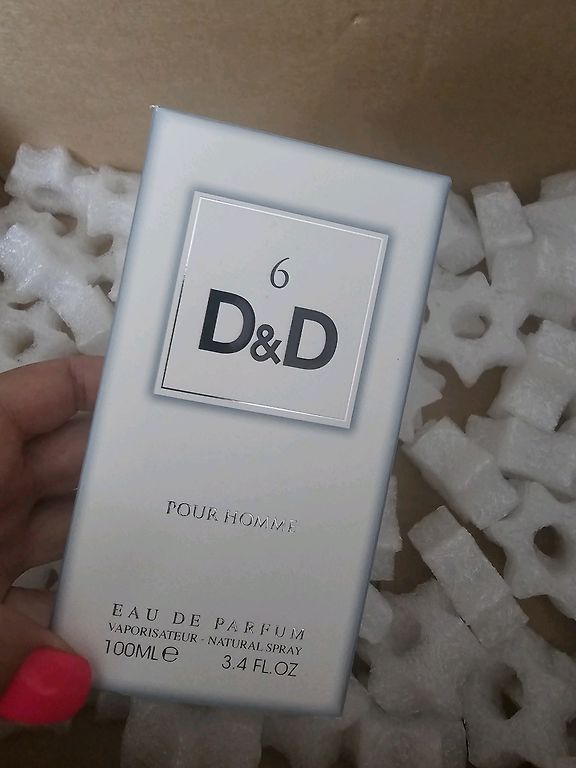 6
D&D
POUR HOMME
EAU DE PARFUM
VAPORISATEUR - NATURAL SPRAY
100ML℮ 3.4 FL.OZ